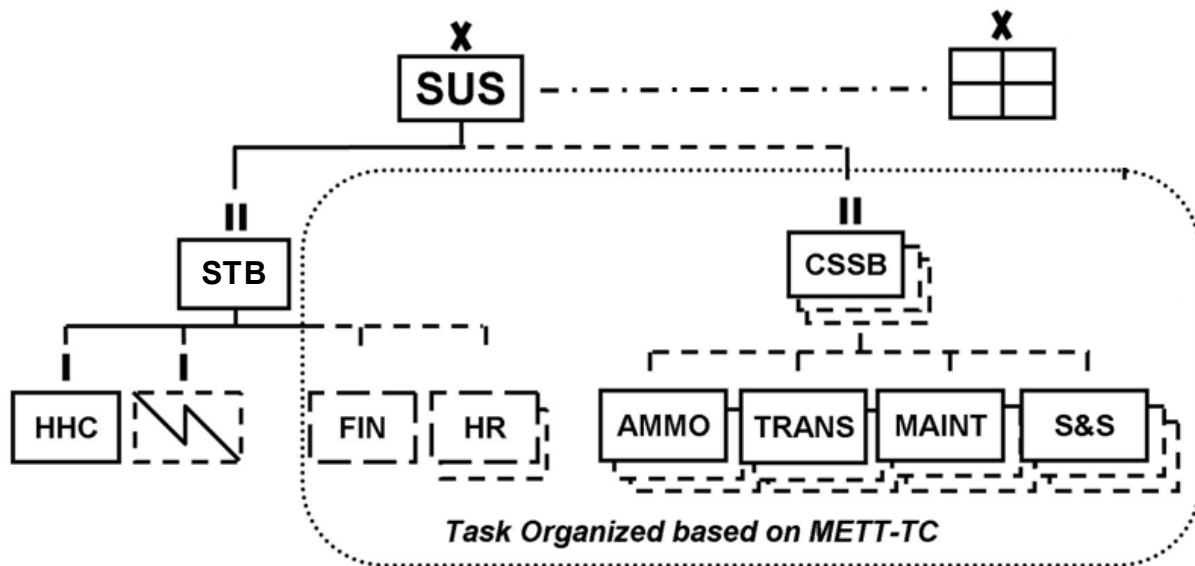 X
X
SUS
II
II
STB
CSSB
I
I
HHC
FIN
HR
AMMO
TRANS
MAINT
S&S
Task Organized based on METT-TC